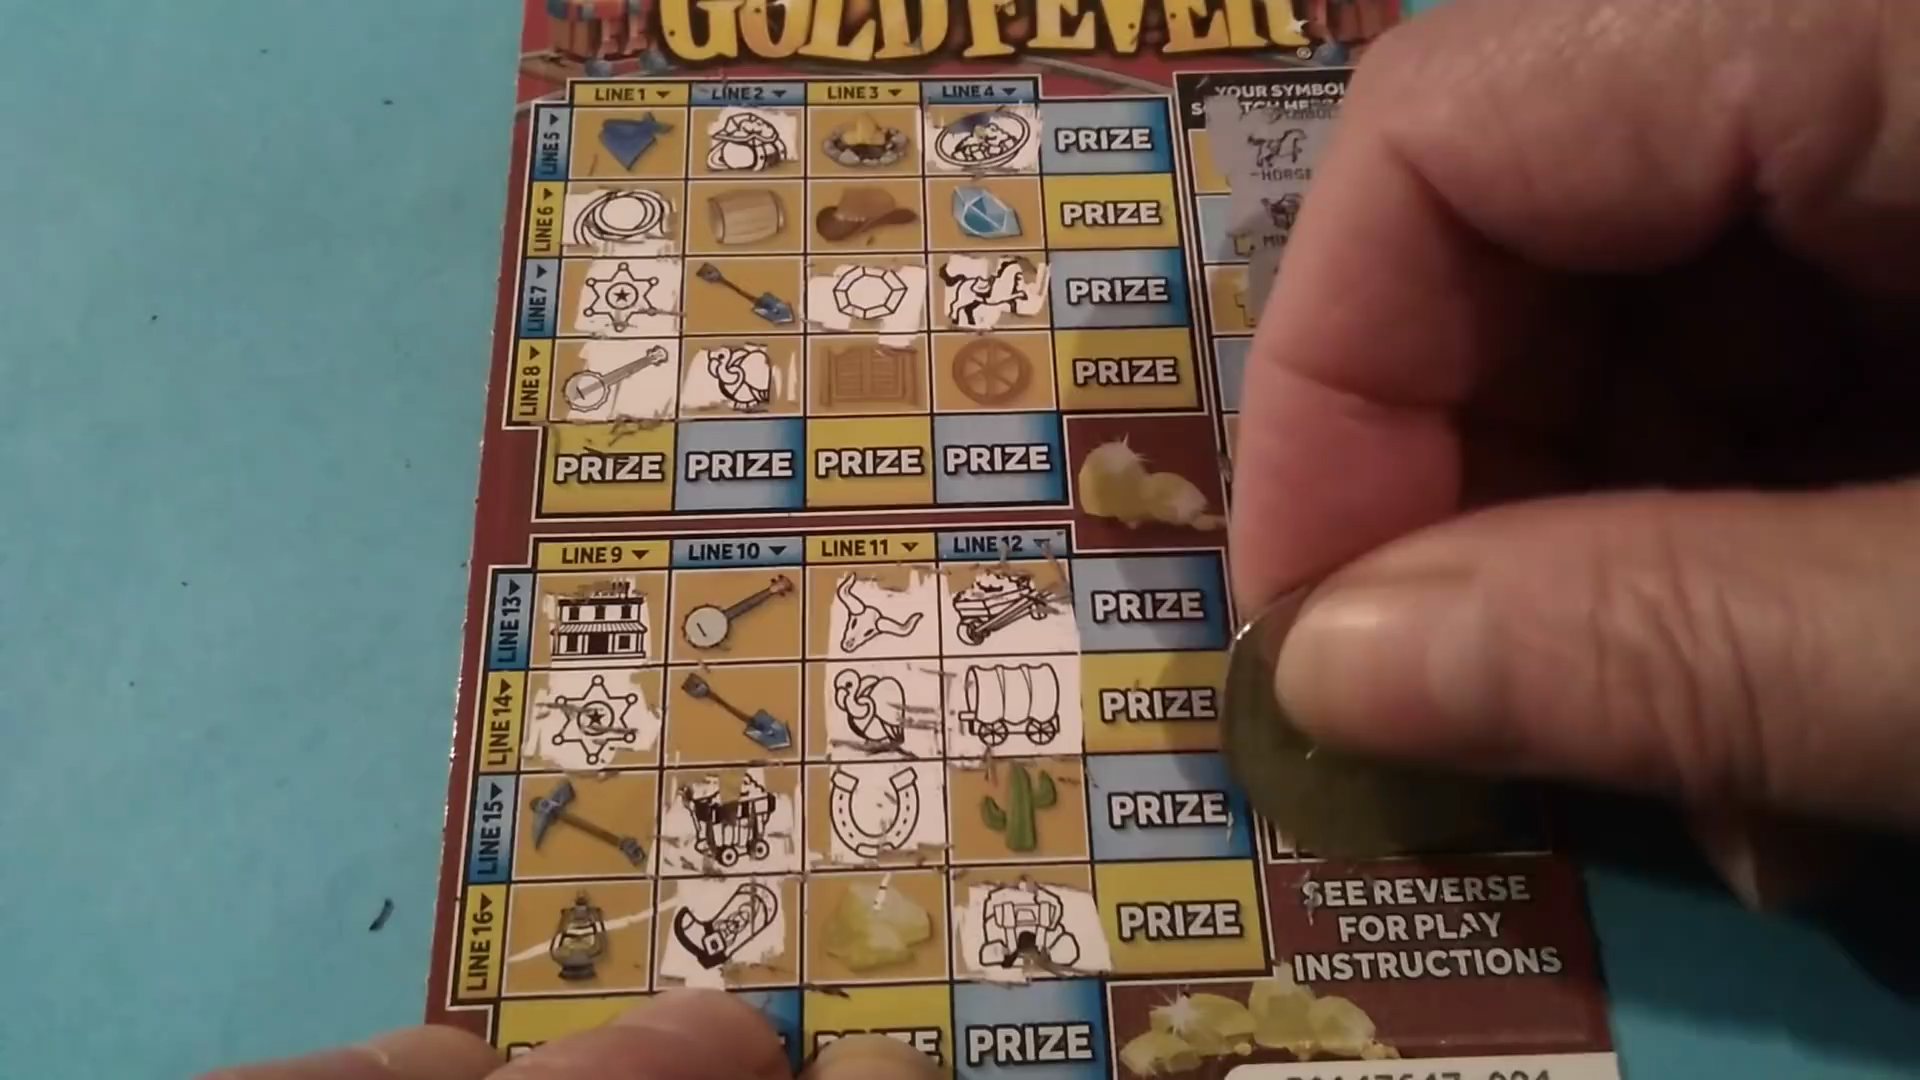 GOLD FEVER
LINE 1 LINE 2 LINE 3 LINE 4
YOUR SYMBOL
LINE 5 PRIZE
HORSE
LINE 6 PRIZE
LINE 7 PRIZE
LINE 8 PRIZE
PRIZE PRIZE PRIZE PRIZE
LINE 9 LINE 10 LINE 11 LINE 12
LINE 13 PRIZE
LINE 14 PRIZE
LINE 15 PRIZE
LINE 16 PRIZE
SEE REVERSE
FOR PLAY
INSTRUCTIONS
PRIZE